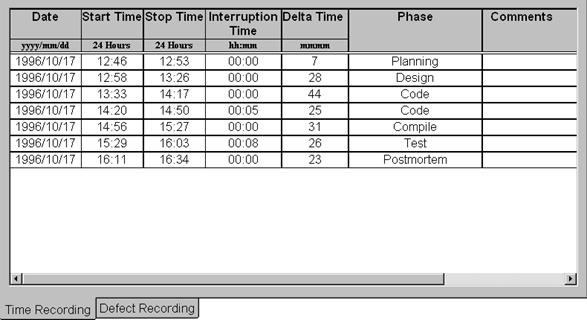 Date Start Time Stop Time Interruption Time Delta Time Phase Comments
yyyy/mm/dd 24 Hours 24 Hours hh:mm mmmm
1996/10/17 12:46 12:53 00:00 7 Planning
1996/10/17 12:58 13:26 00:00 28 Design
1996/10/17 13:33 14:17 00:00 44 Code
1996/10/17 14:20 14:50 00:05 25 Code
1996/10/17 14:56 15:27 00:00 31 Compile
1996/10/17 15:29 16:03 00:08 26 Test
1996/10/17 16:11 16:34 00:00 23 Postmortem
Time Recording Defect Recording